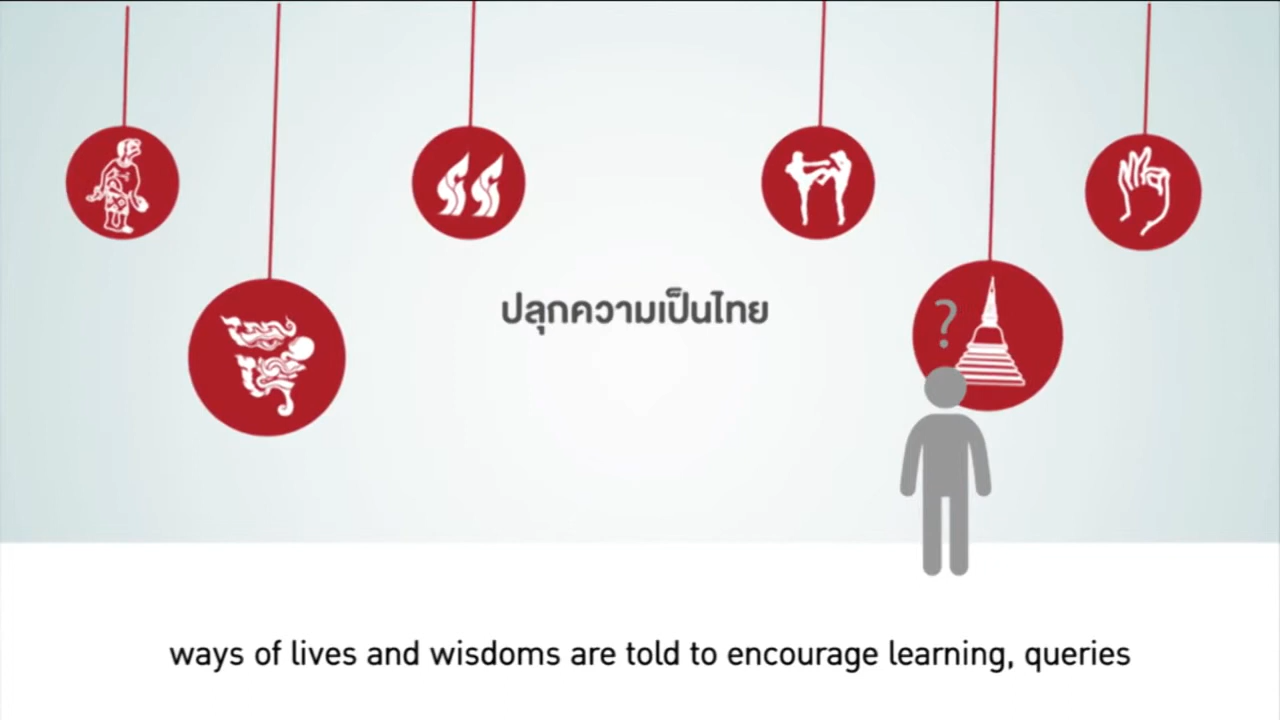 ปลุกความเป็นไทย
?
ways of lives and wisdoms are told to encourage learning, queries